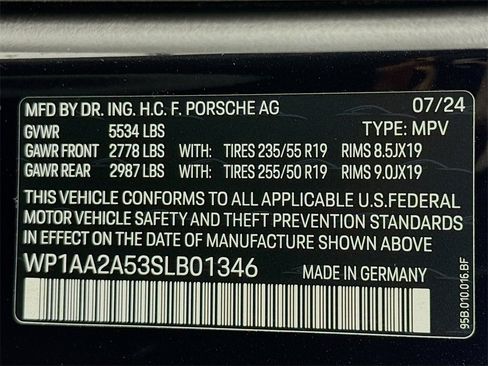 MFD BY DR. ING. H.C. F. PORSCHE AG 07/24
GVWR 5534 LBS TYPE: MPV
GAWR FRONT 2778 LBS WITH: TIRES 235/55 R19 RIMS 8.5JX19
GAWR REAR 2987 LBS WITH: TIRES 255/50 R19 RIMS 9.0JX19
THIS VEHICLE CONFORMS TO ALL APPLICABLE U.S.FEDERAL
MOTOR VEHICLE SAFETY AND THEFT PREVENTION STANDARDS
IN EFFECT ON THE DATE OF MANUFACTURE SHOWN ABOVE
WP1AA2A53SLB01346 MADE IN GERMANY
95B.010.016.BF